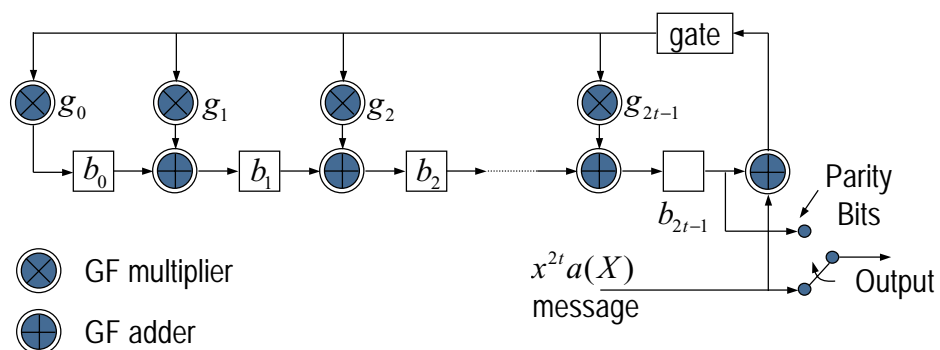 gate
g₀
g₁
g₂
g₂ₜ₋₁
b₀
b₁
b₂
b₂ₜ₋₁
Parity
Bits
GF multiplier
x²ᵗa(X)
message
Output
GF adder